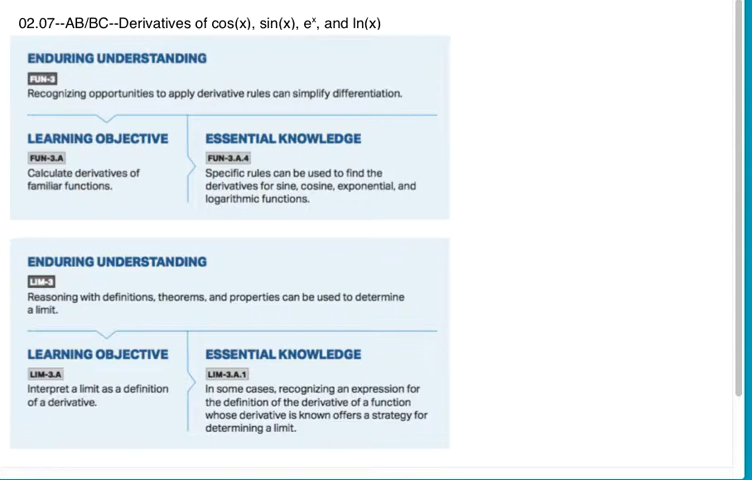 02.07--AB/BC--Derivatives of cos(x), sin(x), eˣ, and ln(x)
ENDURING UNDERSTANDING
FUN-3
Recognizing opportunities to apply derivative rules can simplify differentiation.
LEARNING OBJECTIVE
FUN-3.A
Calculate derivatives of
familiar functions.
ESSENTIAL KNOWLEDGE
FUN-3.A.4
Specific rules can be used to find the
derivatives for sine, cosine, exponential, and
logarithmic functions.
ENDURING UNDERSTANDING
LIM-3
Reasoning with definitions, theorems, and properties can be used to determine
a limit.
LEARNING OBJECTIVE
LIM-3.A
Interpret a limit as a definition
of a derivative.
ESSENTIAL KNOWLEDGE
LIM-3.A.1
In some cases, recognizing an expression for
the definition of the derivative of a function
whose derivative is known offers a strategy for
determining a limit.